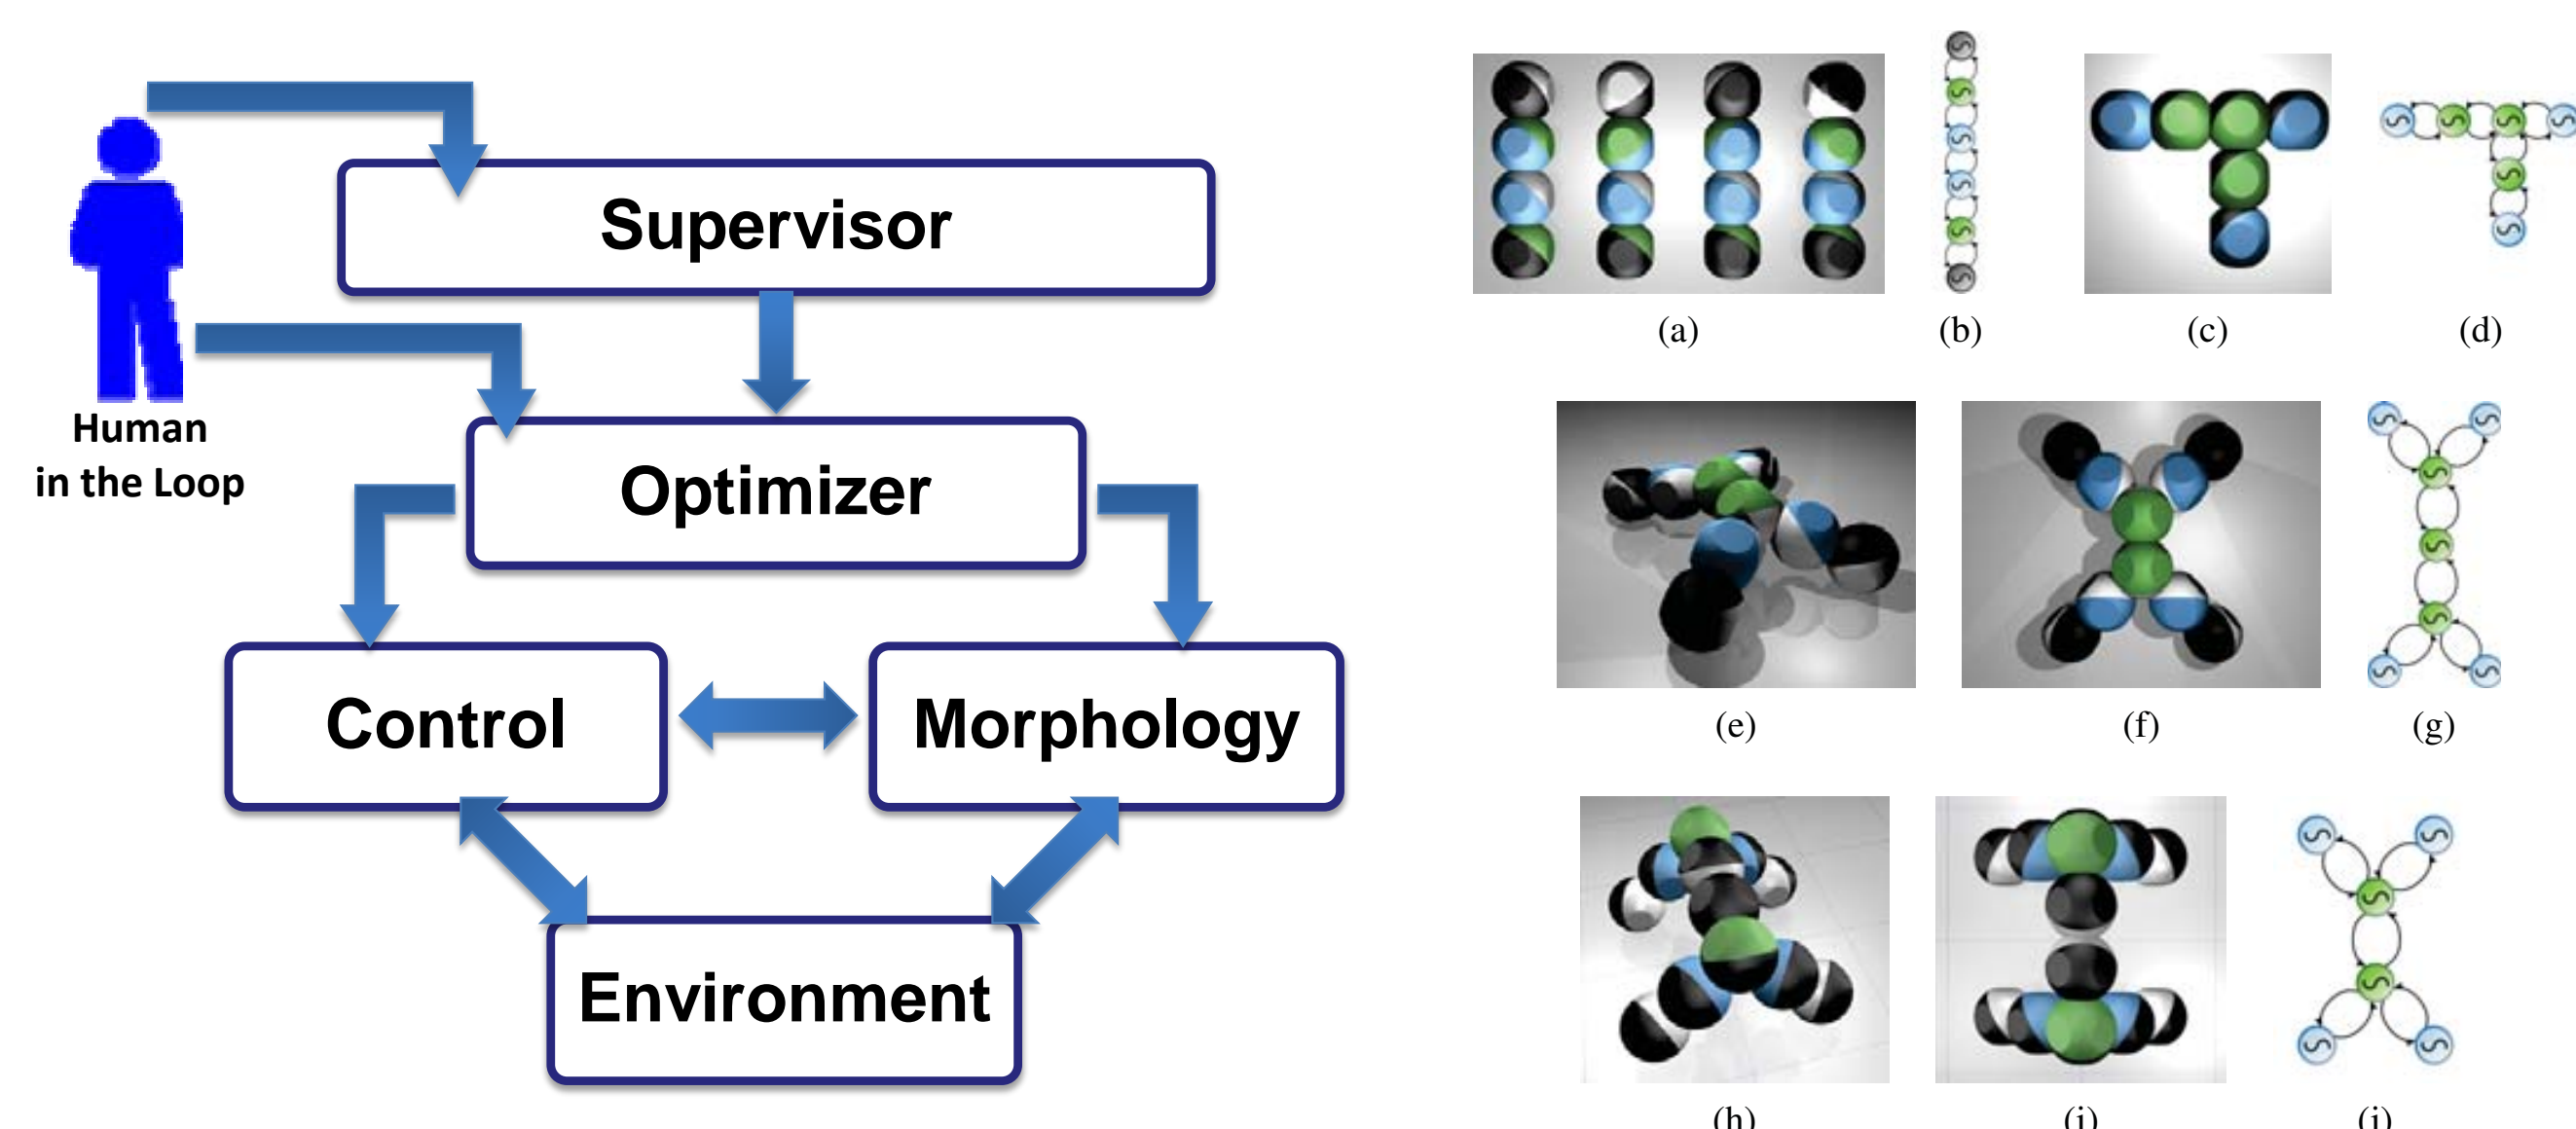 Supervisor
Human
in the Loop
Optimizer
Control
Morphology
Environment
(a)
(b)
(c)
(d)
(e)
(f)
(g)
(h)
(i)
(j)